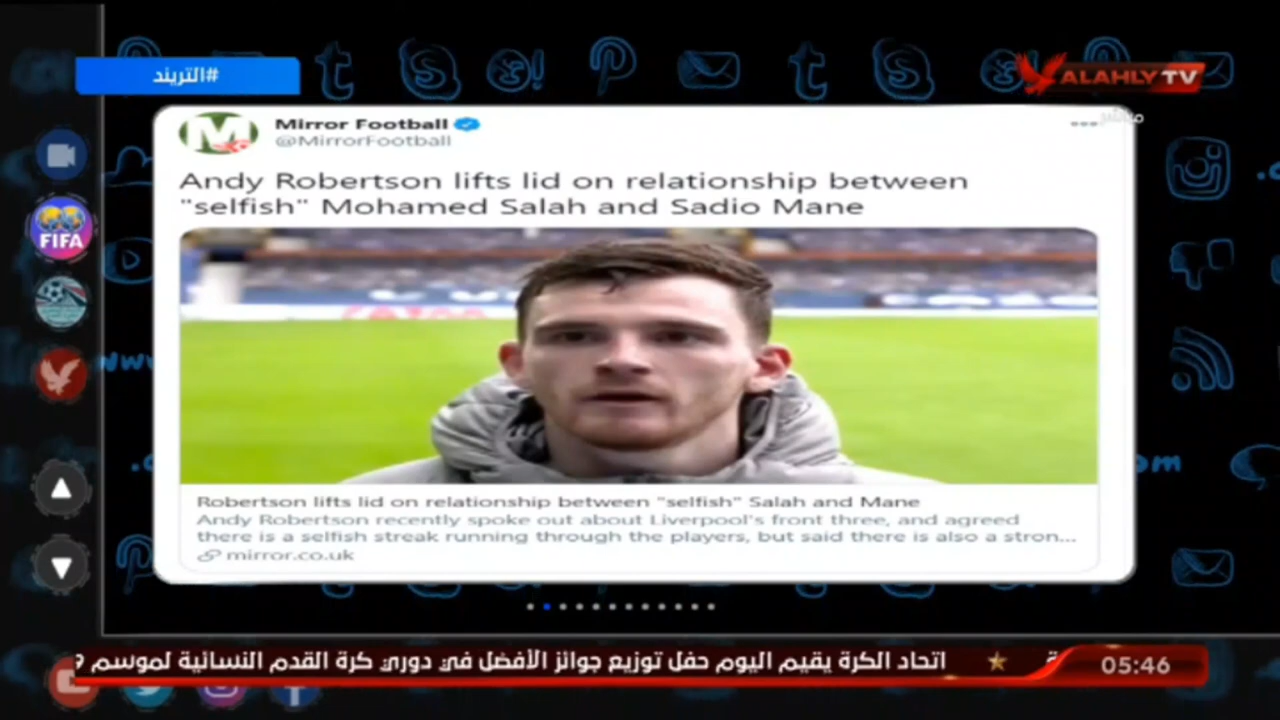 #التريند
ALAHLY TV
مباشر
Mirror Football
@MirrorFootball
Andy Robertson lifts lid on relationship between
"selfish" Mohamed Salah and Sadio Mane
FIFA
Robertson lifts lid on relationship between "selfish" Salah and Mane
Andy Robertson recently spoke out about Liverpool's front three, and agreed
there is a selfish streak running through the players, but said there is also a stron...
mirror.co.uk
اتحاد الكرة يقيم اليوم حفل توزيع جوائز الأفضل في دوري كرة القدم النسائية لموسم
05:46